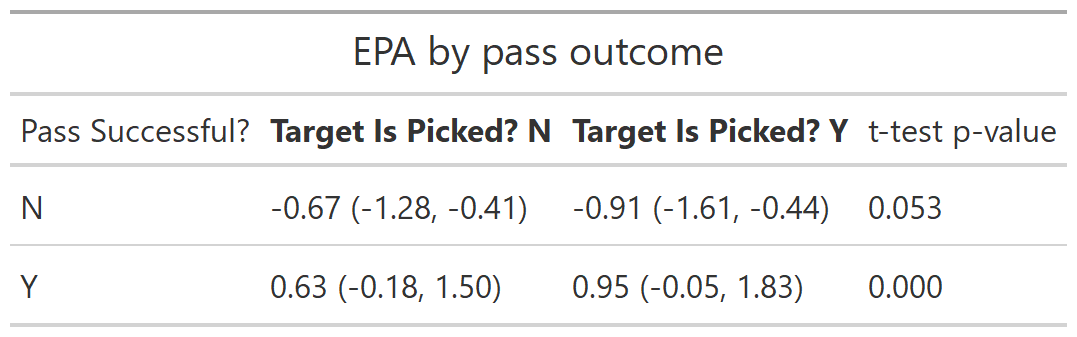 EPA by pass outcome
Pass Successful? Target Is Picked? N Target Is Picked? Y t-test p-value
N -0.67 (-1.28, -0.41) -0.91 (-1.61, -0.44) 0.053
Y 0.63 (-0.18, 1.50) 0.95 (-0.05, 1.83) 0.000